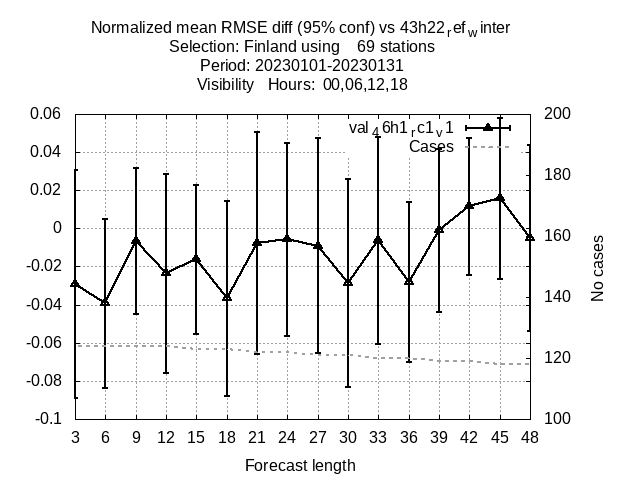 Normalized mean RMSE diff (95% conf) vs 43h22ref winter
Selection: Finland using 69 stations
Period: 20230101-20230131
Visibility Hours: 00,06,12,18
0.06 200
val46h1rc1v1
Cases
0.04
180
0.02
0
160
-0.02
-0.04 140
-0.06
120
-0.08
-0.1 100
No cases
3 6 9 12 15 18 21 24 27 30 33 36 39 42 45 48
Forecast length